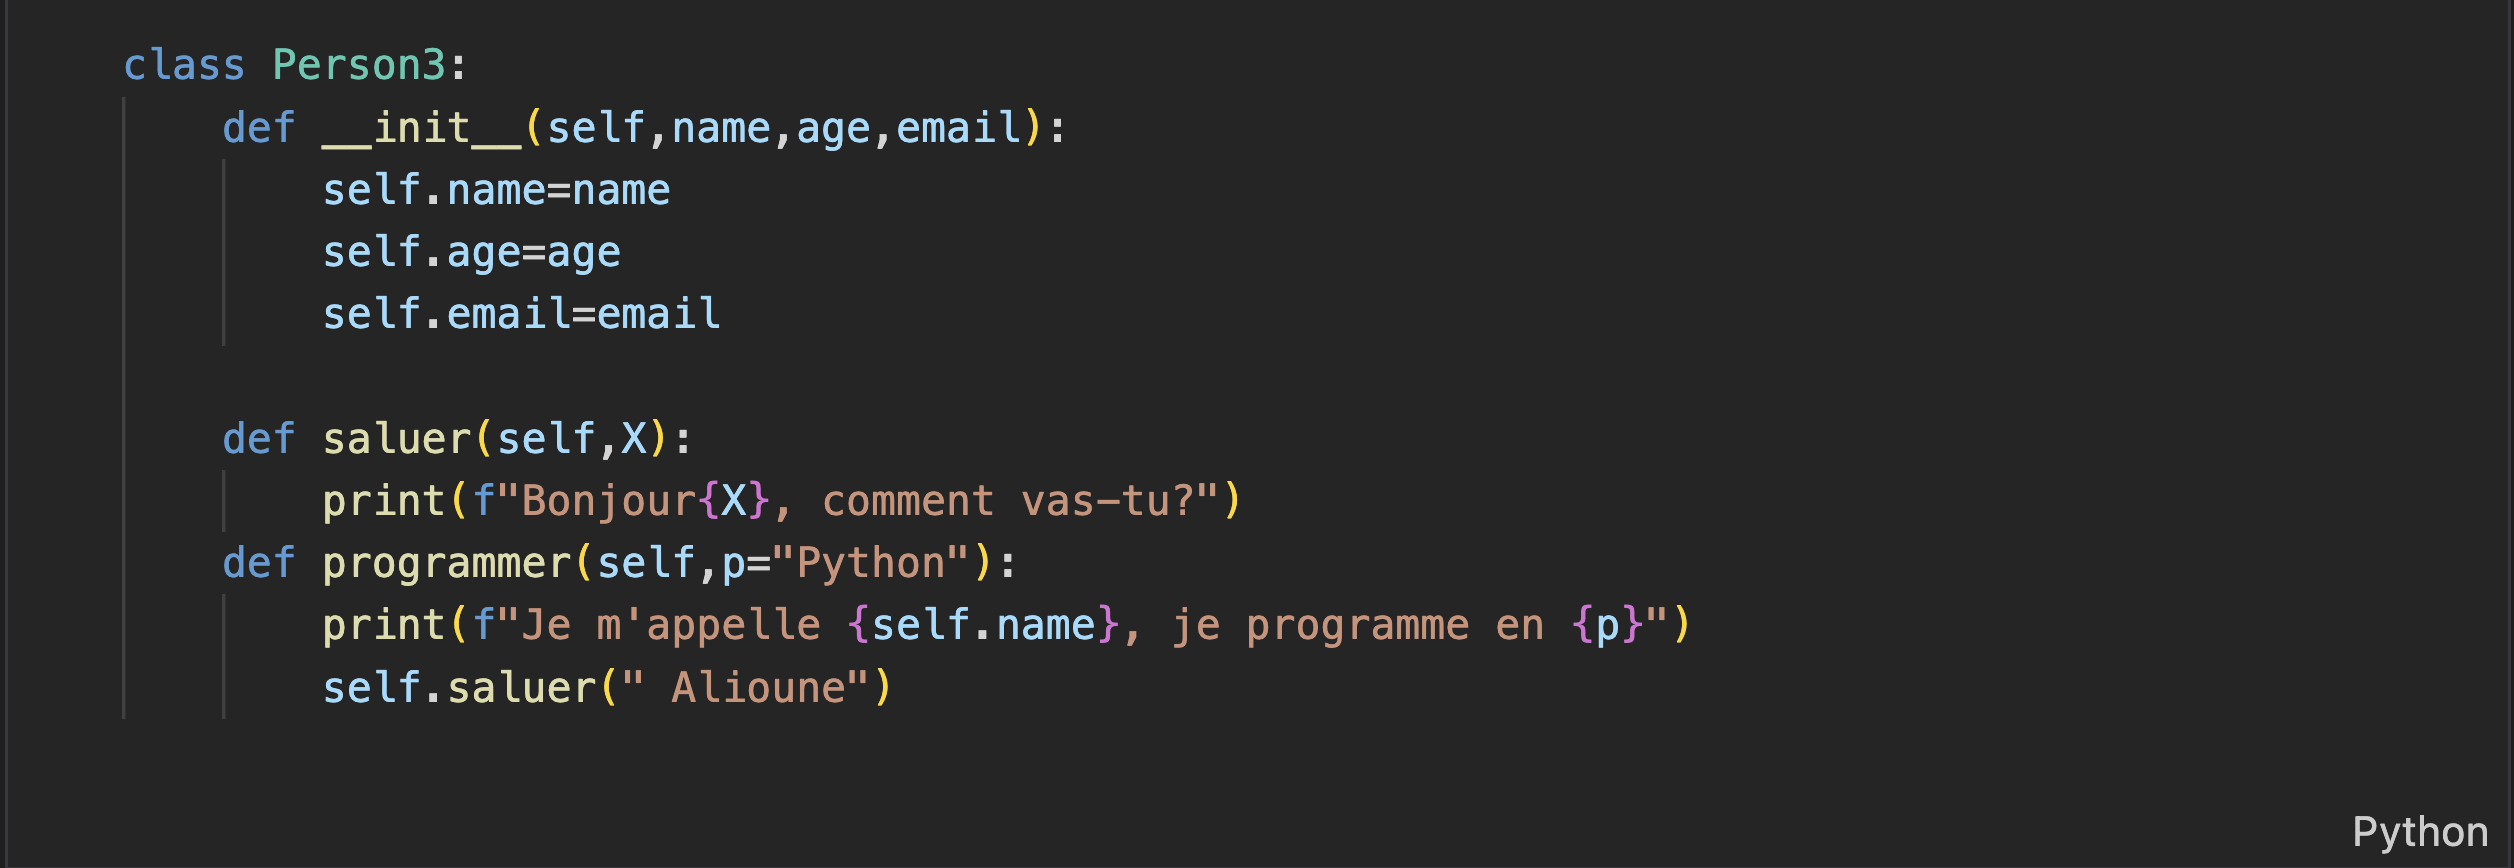 class Person3:
    def __init__(self,name,age,email):
        self.name=name
        self.age=age
        self.email=email

    def saluer(self,X):
        print(f"Bonjour{X}, comment vas-tu?")
    def programmer(self,p="Python"):
        print(f"Je m'appelle {self.name}, je programme en {p}")
        self.saluer(" Alioune")
Python